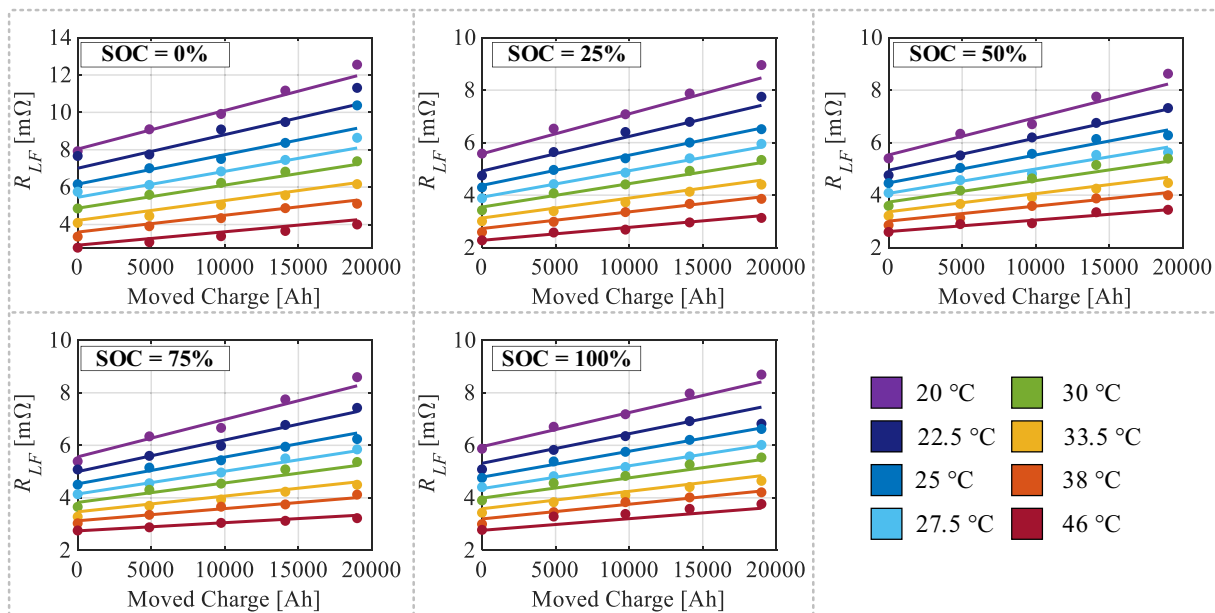 SOC = 0%
14
12
10
8
6
4
R_LF [mΩ]
0 5000 10000 15000 20000
Moved Charge [Ah]
SOC = 25%
10
8
6
4
2
R_LF [mΩ]
0 5000 10000 15000 20000
Moved Charge [Ah]
SOC = 50%
10
8
6
4
2
R_LF [mΩ]
0 5000 10000 15000 20000
Moved Charge [Ah]
SOC = 75%
10
8
6
4
2
R_LF [mΩ]
0 5000 10000 15000 20000
Moved Charge [Ah]
SOC = 100%
10
8
6
4
2
R_LF [mΩ]
0 5000 10000 15000 20000
Moved Charge [Ah]
20 °C
22.5 °C
25 °C
27.5 °C
30 °C
33.5 °C
38 °C
46 °C